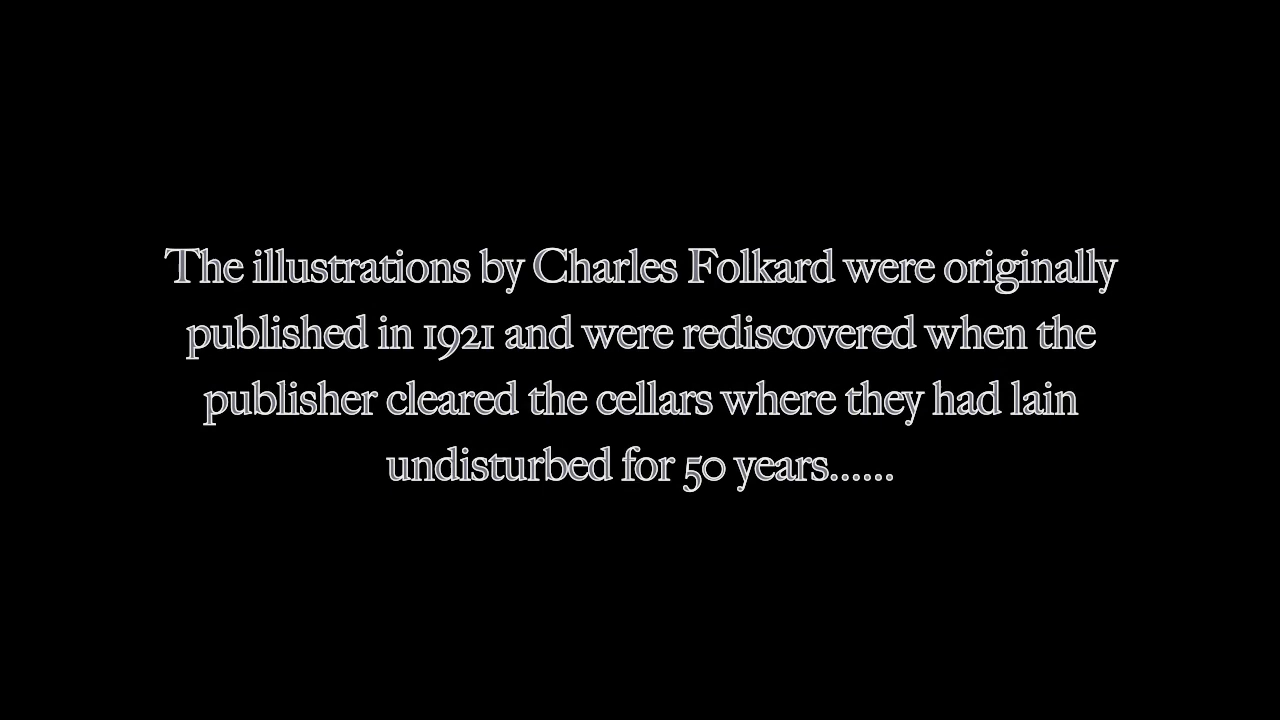 The illustrations by Charles Folkard were originally
published in 1921 and were rediscovered when the
publisher cleared the cellars where they had lain
undisturbed for 50 years......